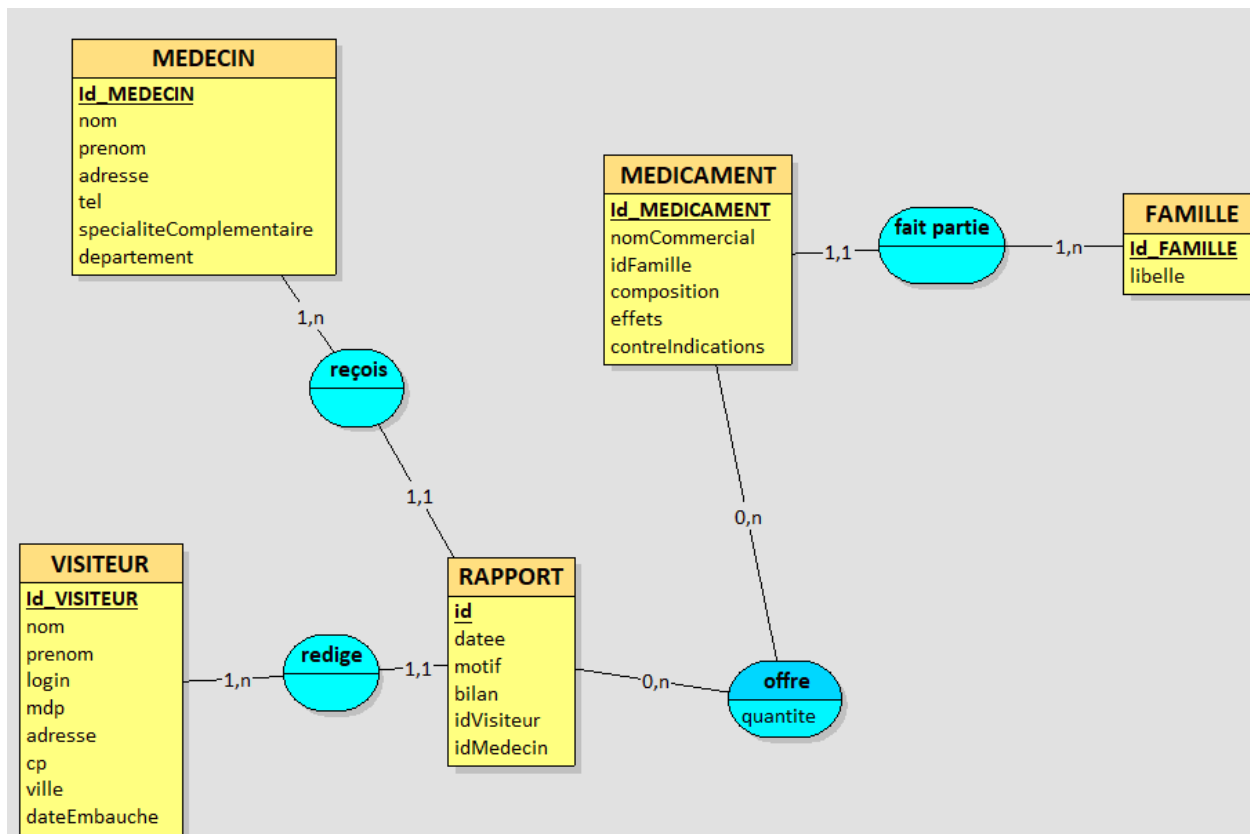 MEDECIN
Id_MEDECIN
nom
prenom
adresse
tel
specialiteComplementaire
departement
1,n
reçois
1,1
MEDICAMENT
Id_MEDICAMENT
nomCommercial
idFamille
composition
effets
contreIndications
1,1
fait partie
1,n
FAMILLE
Id_FAMILLE
libelle
0,n
VISITEUR
Id_VISITEUR
nom
prenom
login
mdp
adresse
cp
ville
dateEmbauche
1,n
redige
1,1
RAPPORT
id
datee
motif
bilan
idVisiteur
idMedecin
0,n
offre
quantite